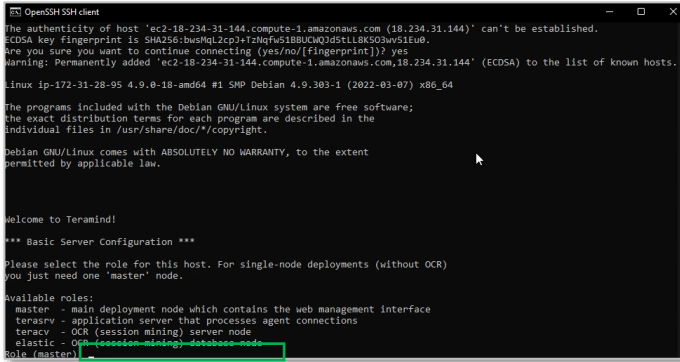 OpenSSH SSH client
The authenticity of host 'ec2-18-234-31-144.compute-1.amazonaws.com (18.234.31.144)' can't be established.
ECDSA key fingerprint is SHA256:bwsMqL2cpJ+TzNqfw51BBUCWQJd5tLL8K5O3wv51Eu0.
Are you sure you want to continue connecting (yes/no/[fingerprint])? yes
Warning: Permanently added 'ec2-18-234-31-144.compute-1.amazonaws.com,18.234.31.144' (ECDSA) to the list of known hosts.
Linux ip-172-31-28-95 4.9.0-18-amd64 #1 SMP Debian 4.9.303-1 (2022-03-07) x86_64
The programs included with the Debian GNU/Linux system are free software;
the exact distribution terms for each program are described in the
individual files in /usr/share/doc/*/copyright.
Debian GNU/Linux comes with ABSOLUTELY NO WARRANTY, to the extent
permitted by applicable law.
Welcome to Teramind!
*** Basic Server Configuration ***
Please select the role for this host. For single-node deployments (without OCR)
you just need one 'master' node.
Available roles:
master - main deployment node which contains the web management interface
terasrv - application server that processes agent connections
teracv - OCR (session mining) server node
elastic - OCR (session mining) database node
Role (master)